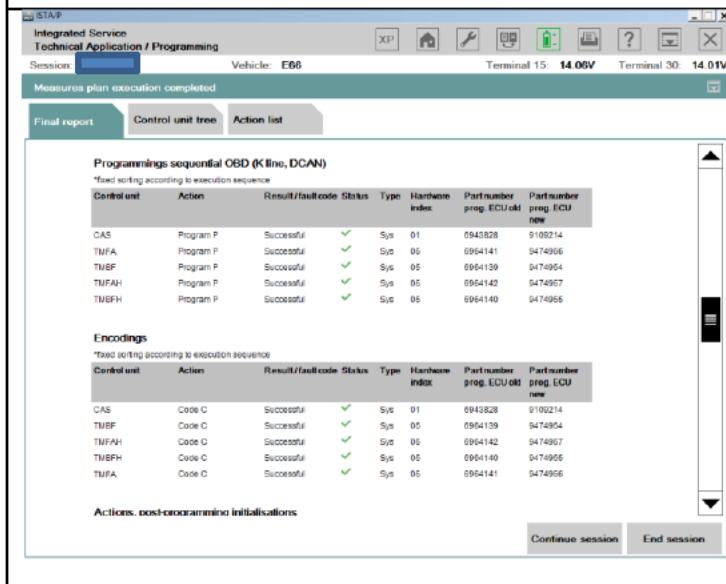 ISTA/P
Integrated Service
Technical Application / Programming
XP
?
Session:
Vehicle: E66
Terminal 15: 14.06V
Terminal 30: 14.01V
Measures plan execution completed
Final report
Control unit tree
Action list
Programmings sequential OBD (K line, DCAN)
*fixed sorting according to execution sequence
Control unit Action Result / fault code Status Type Hardware index Part number prog. ECU old Part number prog. ECU new
CAS Program P Successful Sys 01 6943828 9109214
TMFA Program P Successful Sys 05 6964141 9474966
TMBF Program P Successful Sys 05 6964139 9474964
TMFAH Program P Successful Sys 05 6964142 9474967
TMBFH Program P Successful Sys 05 6964140 9474965
Encodings
*fixed sorting according to execution sequence
Control unit Action Result / fault code Status Type Hardware index Part number prog. ECU old Part number prog. ECU new
CAS Code C Successful Sys 01 6943828 9109214
TMBF Code C Successful Sys 05 6964139 9474964
TMFAH Code C Successful Sys 05 6964142 9474967
TMBFH Code C Successful Sys 05 6964140 9474965
TMFA Code C Successful Sys 05 6964141 9474966
Actions, post-programming initialisations
Continue session
End session